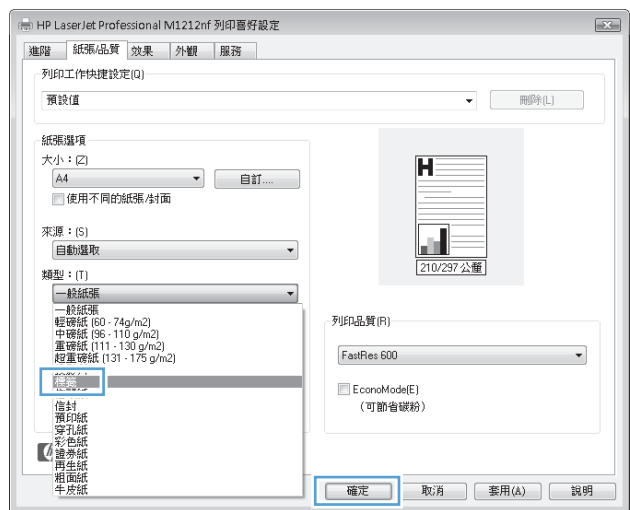 HP LaserJet Professional M1212nf 列印喜好設定
進階 紙張/品質 效果 外觀 服務
列印工作快捷設定(Q)
預設值
刪除(L)
紙張選項
大小：(Z)
A4
自訂....
使用不同的紙張/封面
來源：(S)
自動選取
類型：(T)
一般紙張
一般紙張
輕磅紙 (60 - 74g/m2)
中磅紙 (96 - 110 g/m2)
重磅紙 (111 - 130 g/m2)
超重磅紙 (131 - 175 g/m2)
標籤
信封
預印紙
穿孔紙
彩色紙
證券紙
再生紙
粗面紙
牛皮紙
H
210/297 公釐
列印品質(R)
FastRes 600
EconoMode(E)
(可節省碳粉)
確定 取消 套用(A) 說明